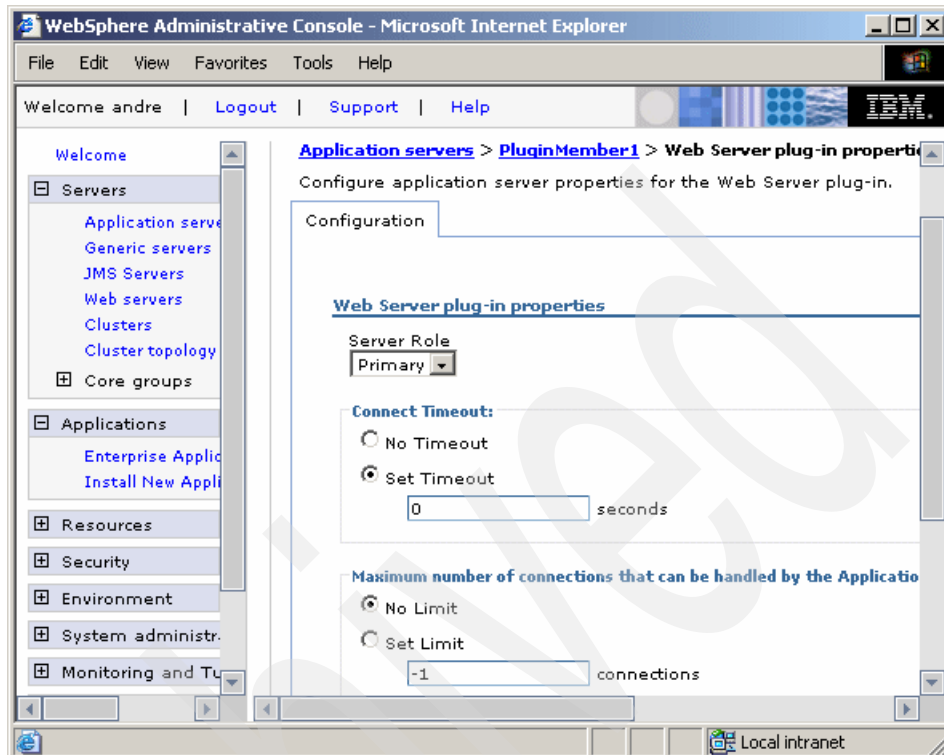 WebSphere Administrative Console - Microsoft Internet Explorer
File Edit View Favorites Tools Help
Welcome andre | Logout | Support | Help
IBM.
Welcome
Servers
Application serve
Generic servers
JMS Servers
Web servers
Clusters
Cluster topology
Core groups
Applications
Enterprise Applic
Install New Appli
Resources
Security
Environment
System administr
Monitoring and Tu
Application servers > PluginMember1 > Web Server plug-in properti
Configure application server properties for the Web Server plug-in.
Configuration
Web Server plug-in properties
Server Role
Primary
Connect Timeout:
No Timeout
Set Timeout
0 seconds
Maximum number of connections that can be handled by the Applicatio
No Limit
Set Limit
-1 connections
Local intranet
hived